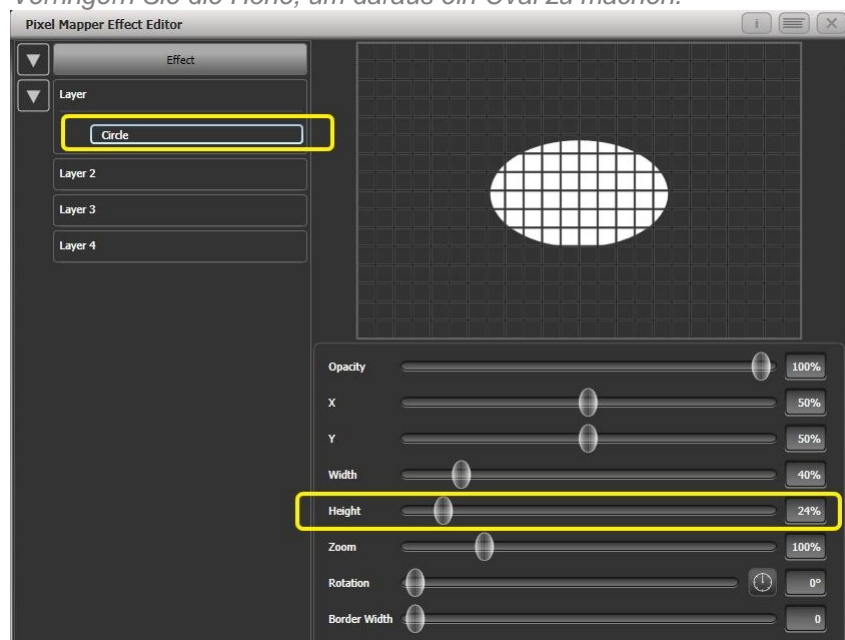 Verringern Sie die Höhe, um daraus ein Oval zu machen.
Pixel Mapper Effect Editor
i
Effect
Layer
Circle
Layer 2
Layer 3
Layer 4
Opacity 100%
X 50%
Y 50%
Width 40%
Height 24%
Zoom 100%
Rotation 0°
Border Width 0